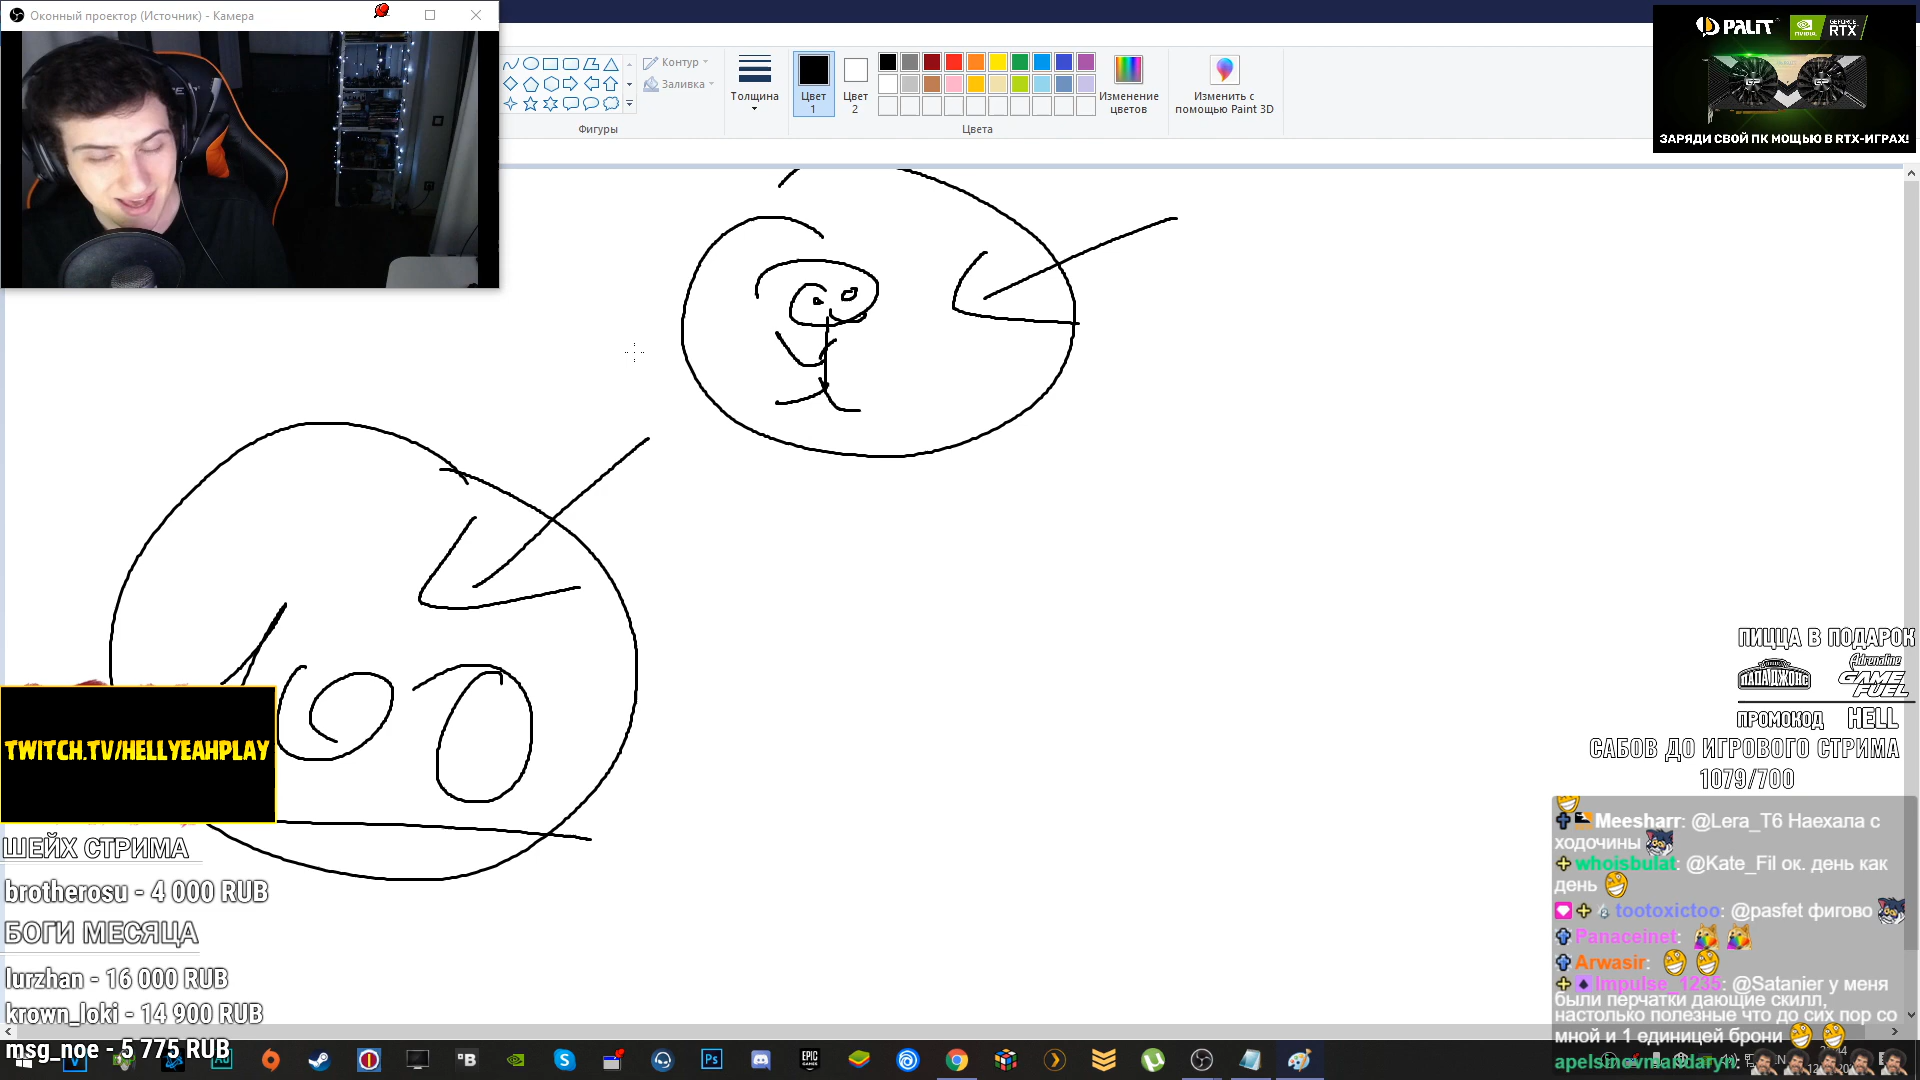 Оконный проектор (Источник) - Камера
Контур
Заливка
Фигуры
Толщина
Цвет
1
Цвет
2
Цвета
Изменение
цветов
Изменить с
помощью Paint 3D
PALIT
NVIDIA
GEFORCE
RTX
ЗАРЯДИ СВОЙ ПК МОЩЬЮ В RTX-ИГРАХ!
100
TWITCH.TV/HELLYEAHPLAY
ШЕЙХ СТРИМА
brotherosu - 4 000 RUB
БОГИ МЕСЯЦА
lurzhan - 16 000 RUB
krown_loki - 14 900 RUB
msg_noe - 5 775 RUB
ПИЦЦА В ПОДАРОК
ПАПА ДЖОНС
Adrenaline
GAME
FUEL
ПРОМОКОД HELL
САБОВ ДО ИГРОВОГО СТРИМА
1079/700
Meesharr: @Lera_T6 Наехала с
ходочины
whoisbulat: @Kate_Fil ок. день как
день
tootoxictoo: @pasfet фигово
Panaceinet:
Arwasir:
Impulse_1235: @Satanier у меня
были перчатки дающие скилл,
настолько полезные что до сих пор со
мной и 1 единицей брони
apelsinovmandaryn: